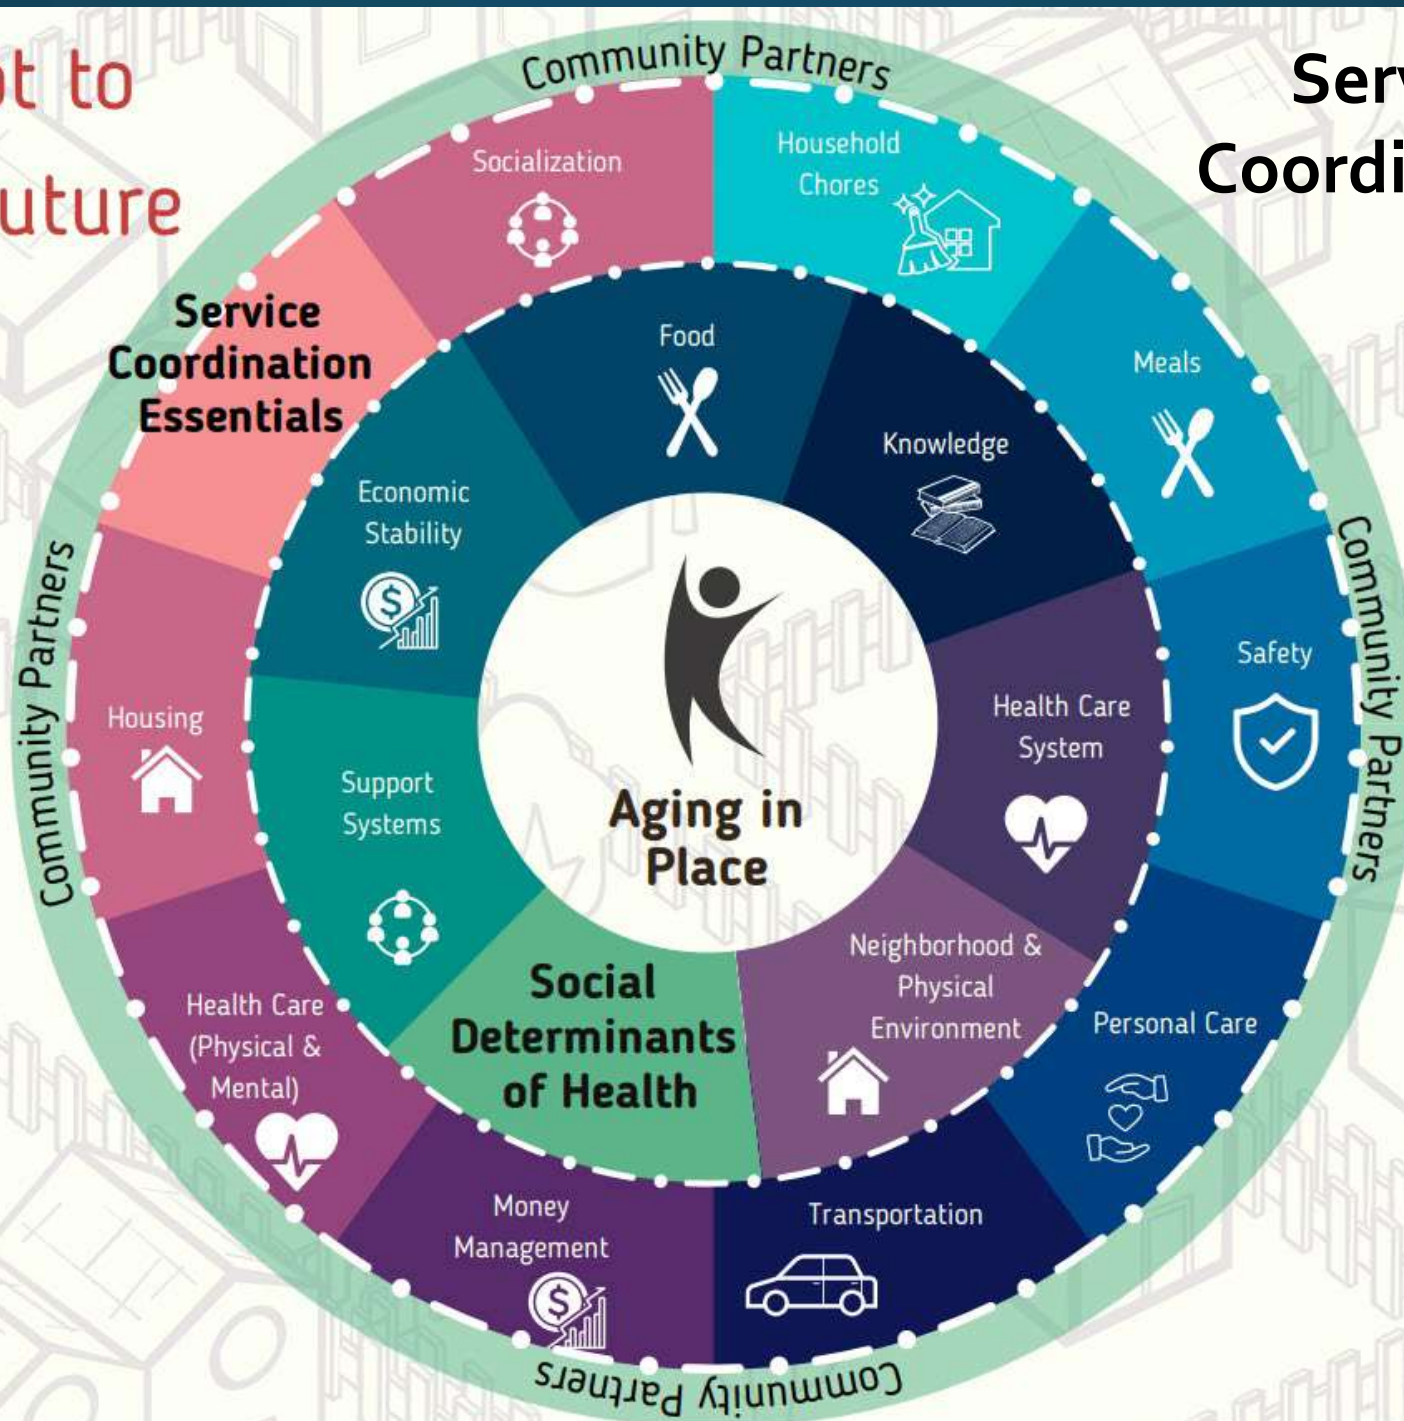 ot to
uture
Serv
Coordi
Community Partners
Socialization
Household
Chores
Service
Coordination
Essentials
Meals
Food
Knowledge
Economic
Stability
Community Partners
Community Partners
Safety
Housing
Health Care
System
Support
Systems
Aging in
Place
Neighborhood &
Physical
Environment
Social
Determinants
of Health
Health Care
(Physical &
Mental)
Personal Care
Money
Management
Transportation
Community Partners